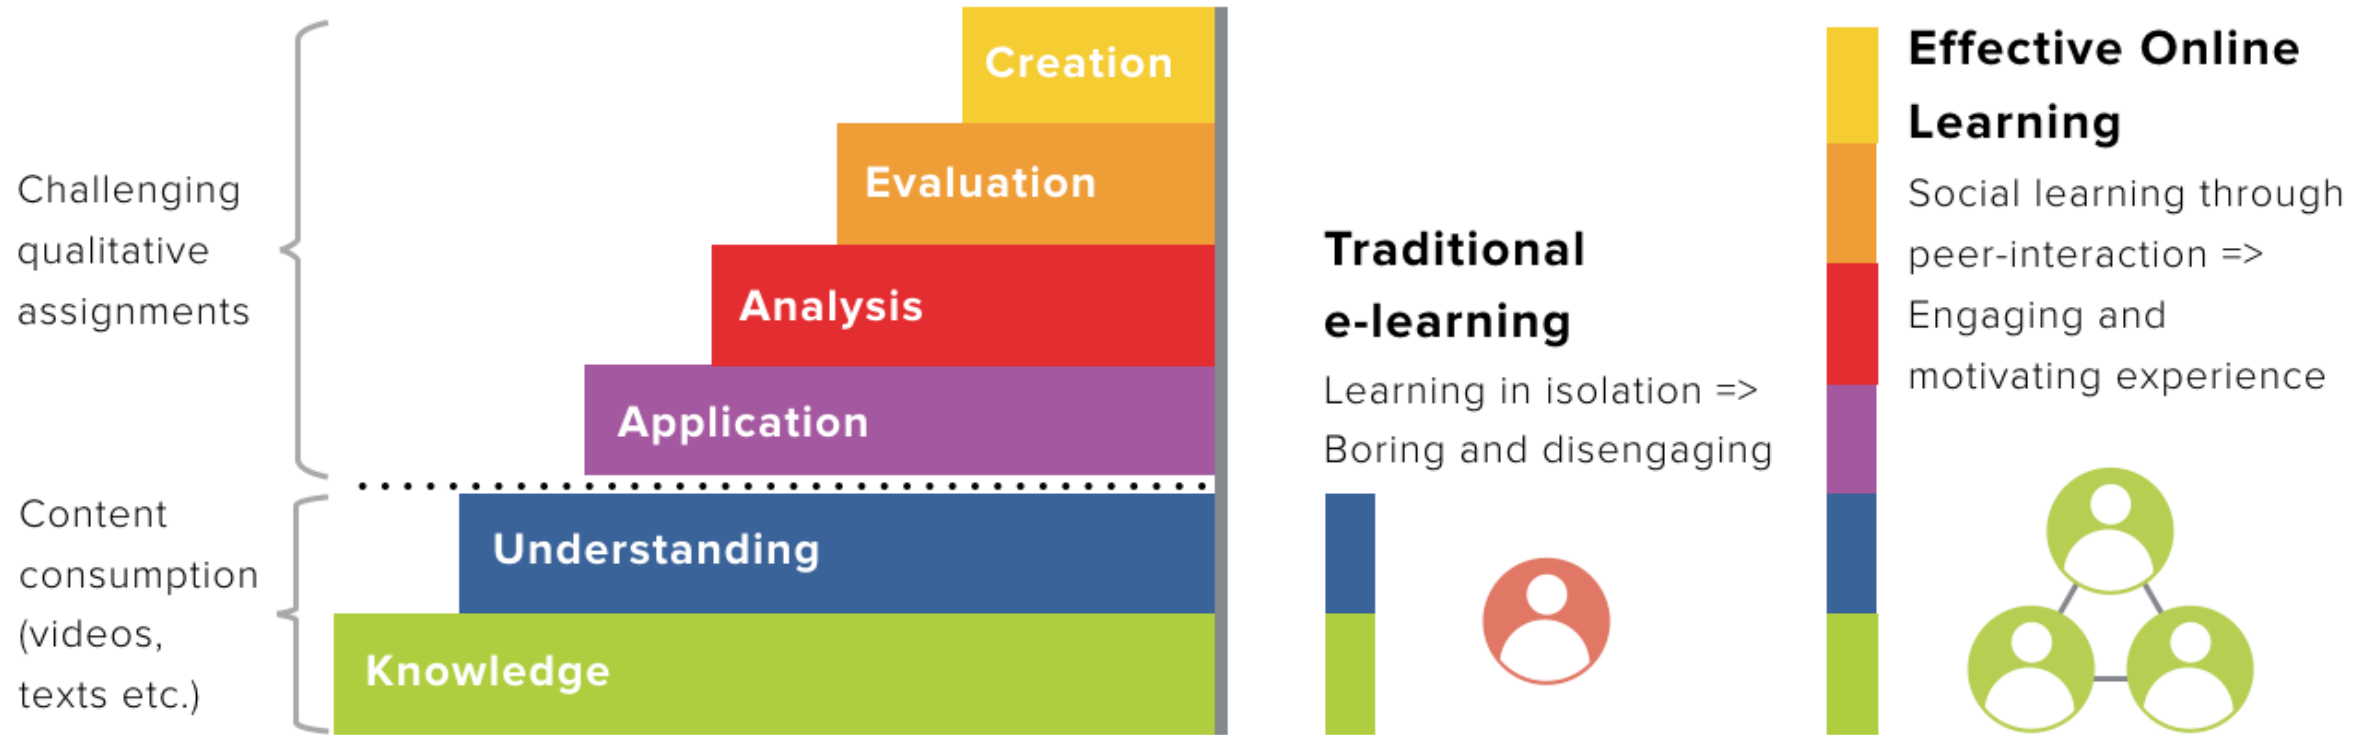 Challenging
qualitative
assignments
Content
consumption
(videos,
texts etc.)
Creation
Evaluation
Analysis
Application
Understanding
Knowledge
Traditional
e-learning
Learning in isolation =>
Boring and disengaging
Effective Online
Learning
Social learning through
peer-interaction =>
Engaging and
motivating experience